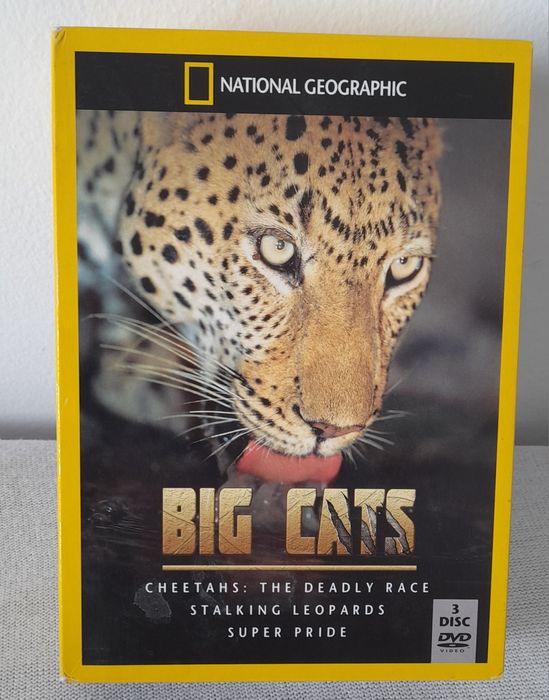 NATIONAL GEOGRAPHIC
BIG CATS
CHEETAHS: THE DEADLY RACE
STALKING LEOPARDS
SUPER PRIDE
3
DISC
DVD
VIDEO